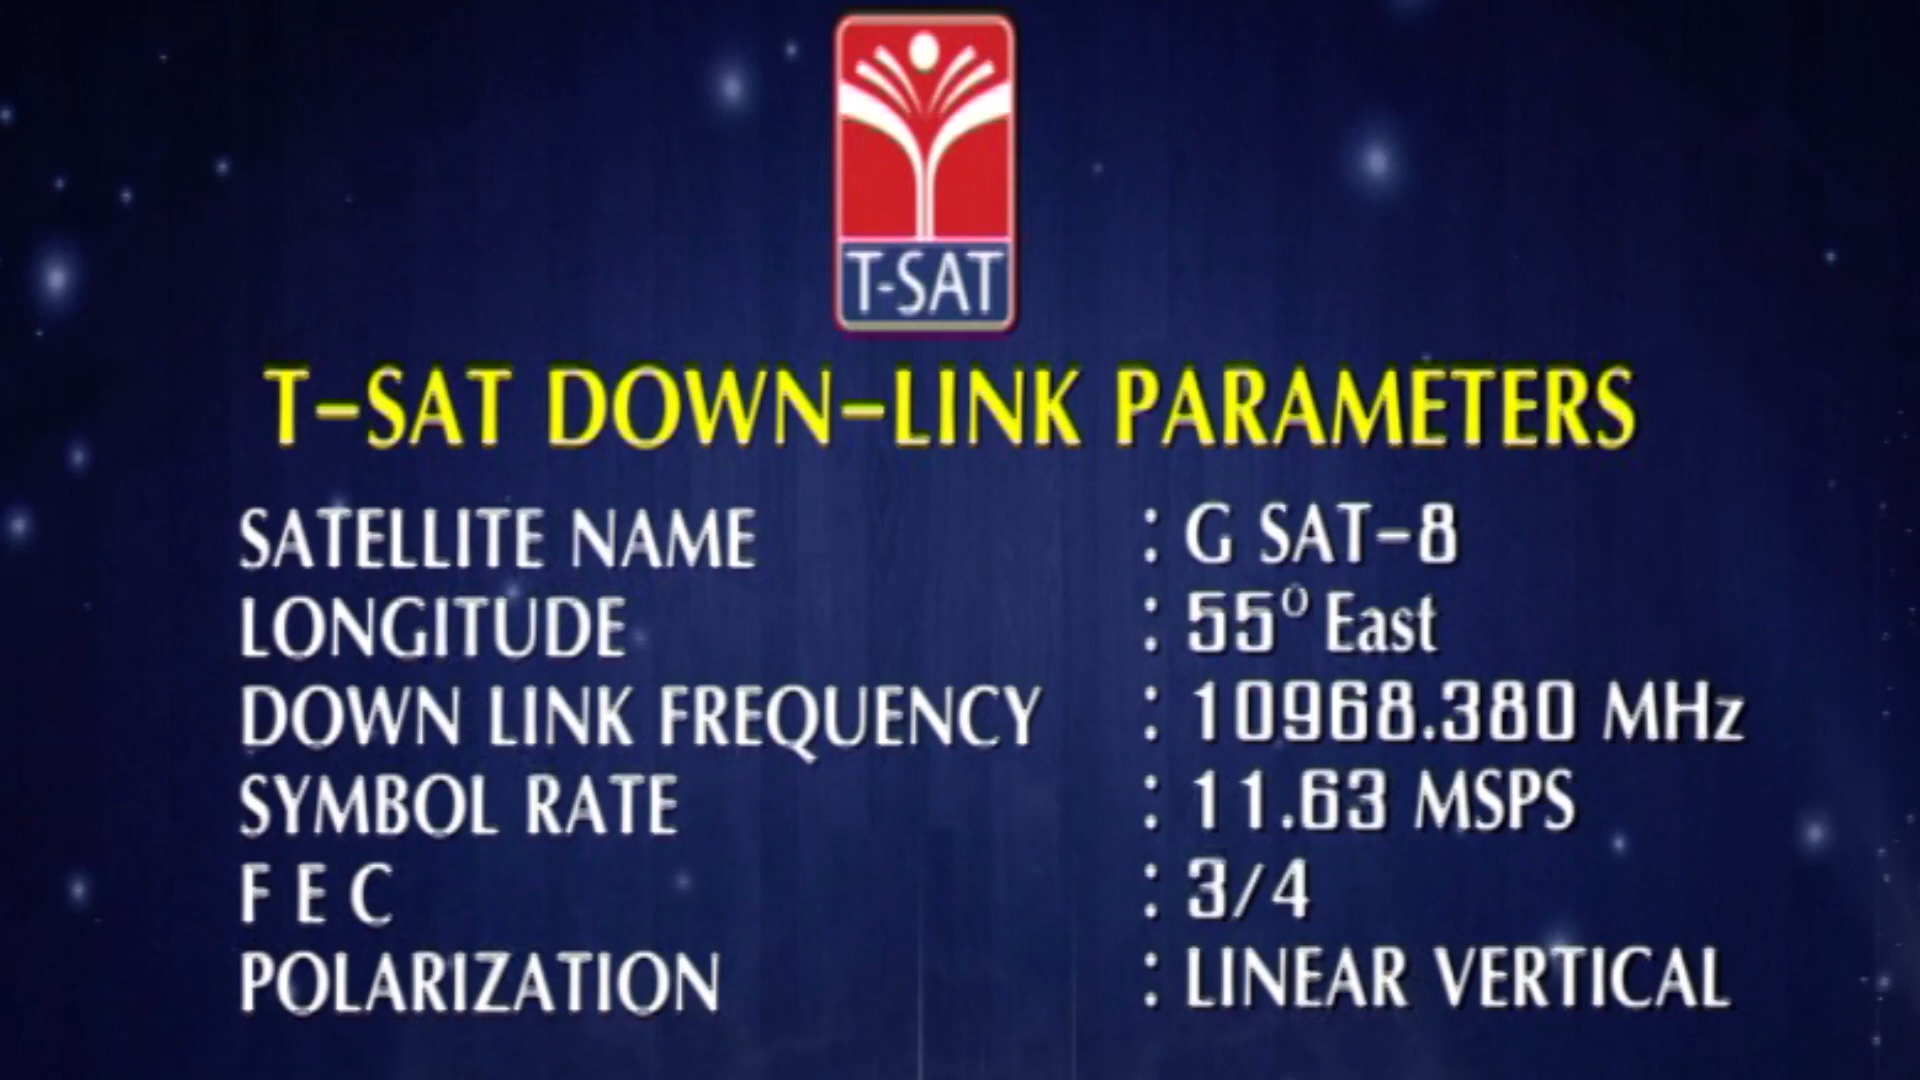 T-SAT
T-SAT DOWN-LINK PARAMETERS
SATELLITE NAME : G SAT-8
LONGITUDE : 55° East
DOWN LINK FREQUENCY : 10968.380 MHz
SYMBOL RATE : 11.63 MSPS
F E C : 3/4
POLARIZATION : LINEAR VERTICAL